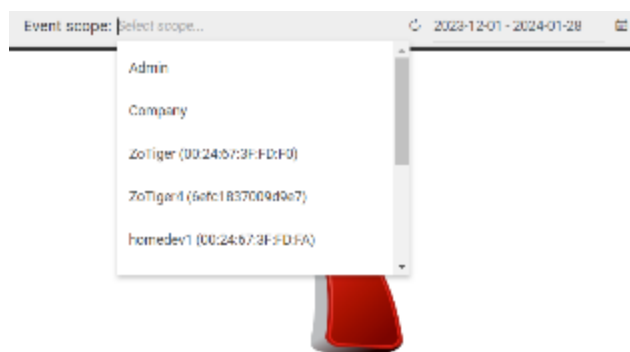 Event scope: Select scope... 2023-12-01 - 2024-01-28
Admin
Company
ZoTiger (00:24:67:3F:FD:F0)
ZoTiger4 (6efc1837009d9e7)
homedev1 (00:24:67:3F:FD:FA)